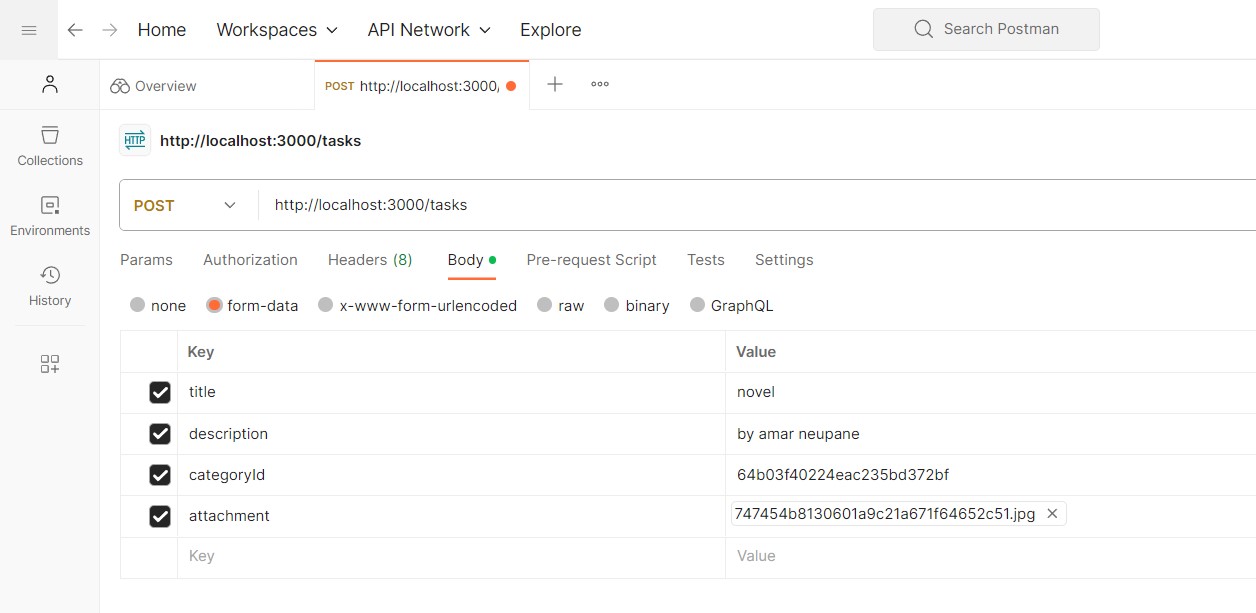 Home Workspaces API Network Explore Search Postman
Overview POST http://localhost:3000/
HTTP http://localhost:3000/tasks
Collections
POST http://localhost:3000/tasks
Environments
Params Authorization Headers (8) Body Pre-request Script Tests Settings
History
none form-data x-www-form-urlencoded raw binary GraphQL
Key Value
title novel
description by amar neupane
categoryId 64b03f40224eac235bd372bf
attachment 747454b8130601a9c21a671f64652c51.jpg
Key Value